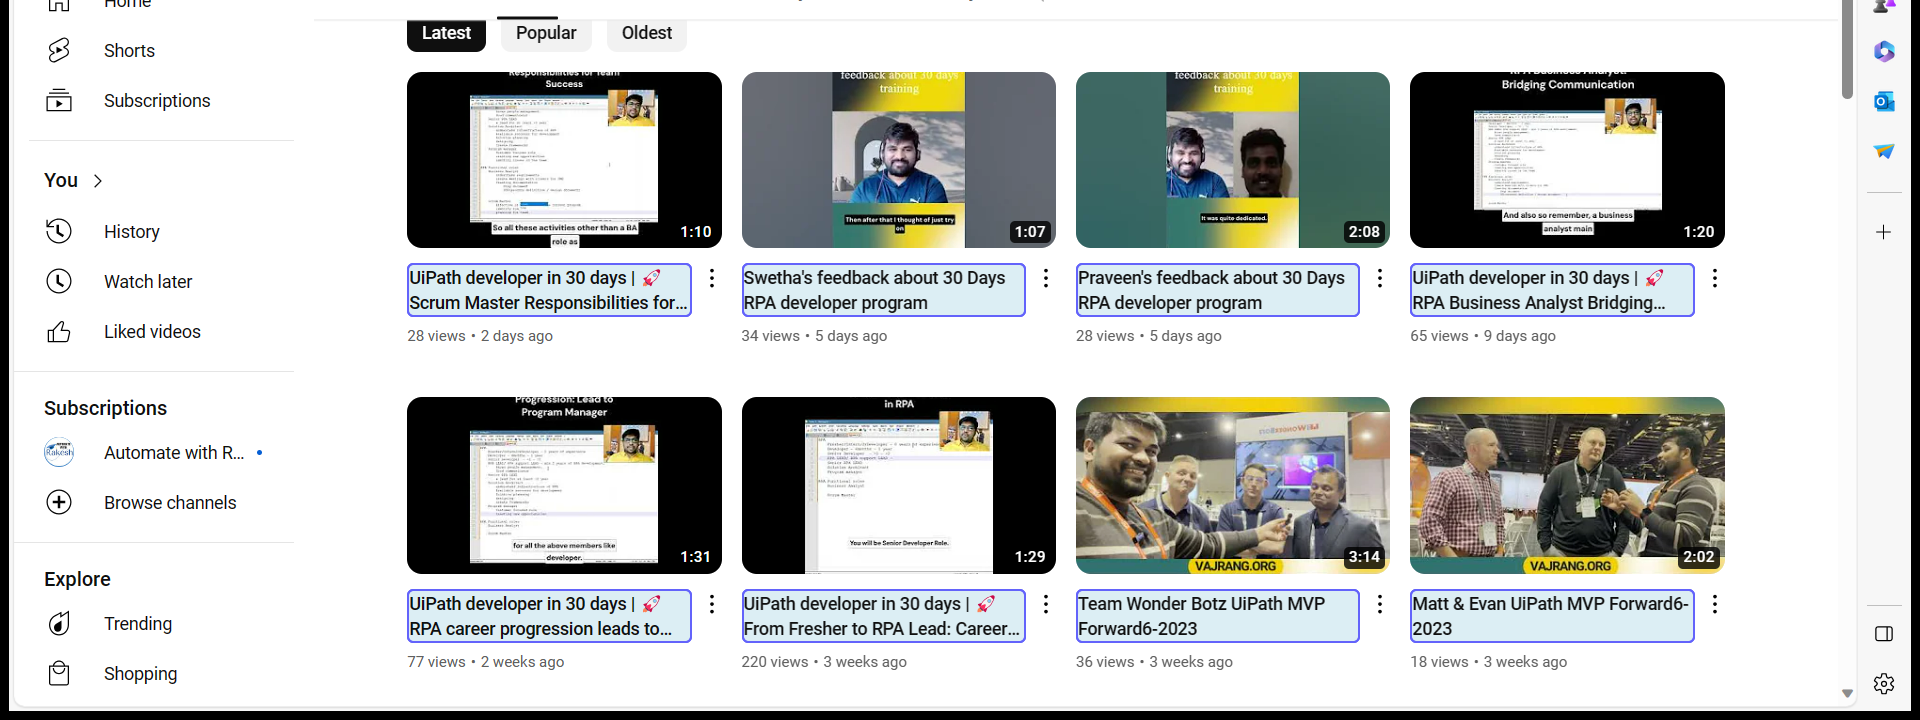 Home
Shorts
Subscriptions
You
History
Watch later
Liked videos
Subscriptions
Automate with R...
Browse channels
Explore
Trending
Shopping
Latest
Popular
Oldest
Responsibilities for Team
Success
So all these activities other than a BA
role as
1:10
UiPath developer in 30 days | 🚀
Scrum Master Responsibilities for...
28 views • 2 days ago
feedback about 30 days
training
Then after that I thought of just try
on
1:07
Swetha's feedback about 30 Days
RPA developer program
34 views • 5 days ago
feedback about 30 days
training
It was quite dedicated.
2:08
Praveen's feedback about 30 Days
RPA developer program
28 views • 5 days ago
RPA Business Analyst:
Bridging Communication
And also so remember, a business
analyst main
1:20
UiPath developer in 30 days | 🚀
RPA Business Analyst Bridging...
65 views • 9 days ago
Progression: Lead to
Program Manager
for all the above members like
developer.
1:31
UiPath developer in 30 days | 🚀
RPA career progression leads to...
77 views • 2 weeks ago
in RPA
You will be Senior Developer Role.
1:29
UiPath developer in 30 days | 🚀
From Fresher to RPA Lead: Career...
220 views • 3 weeks ago
VAJRANG.ORG
3:14
Team Wonder Botz UiPath MVP
Forward6-2023
36 views • 3 weeks ago
VAJRANG.ORG
2:02
Matt & Evan UiPath MVP Forward6-
2023
18 views • 3 weeks ago